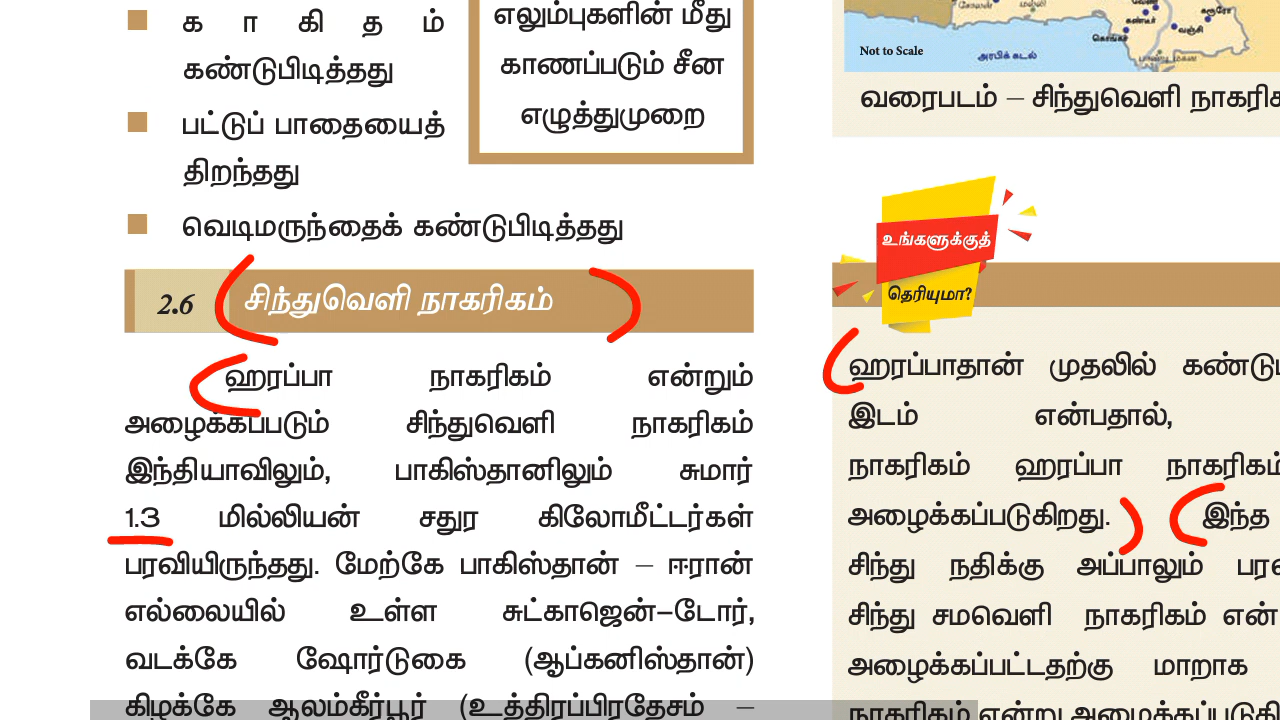 கா கி த ம்
கண்டுபிடித்தது
பட்டுப் பாதையைத்
திறந்தது
வெடிமருந்தைக் கண்டுபிடித்தது
எலும்புகளின் மீது
காணப்படும் சீன
எழுத்துமுறை
2.6 சிந்துவெளி நாகரிகம்
ஹரப்பா நாகரிகம் என்றும்
அழைக்கப்படும் சிந்துவெளி நாகரிகம்
இந்தியாவிலும், பாகிஸ்தானிலும் சுமார்
1.3 மில்லியன் சதுர கிலோமீட்டர்கள்
பரவியிருந்தது. மேற்கே பாகிஸ்தான் – ஈரான்
எல்லையில் உள்ள சுட்காஜென்–டோர்,
வடக்கே ஷோர்டுகை (ஆப்கனிஸ்தான்)
கிழக்கே ஆலம்கீர்பூர் (உத்திரப்பிரதேசம் –
Not to Scale
அரபிக் கடல்
வஞ்சி
வரைபடம் – சிந்துவெளி
உங்களுக்குத்
தெரியுமா?
ஹரப்பாதான் முதலில்
இடம் என்பதால்,
நாகரிகம் ஹரப்பா நாகரிகம்
அழைக்கப்படுகிறது. இந்த
சிந்து நதிக்கு அப்பாலும்
சிந்து சமவெளி நாகரிகம்
அழைக்கப்பட்டதற்கு மாறாக
நாகரிகம் என்று